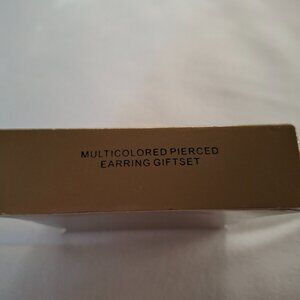 MULTICOLORED PIERCED
EARRING GIFTSET